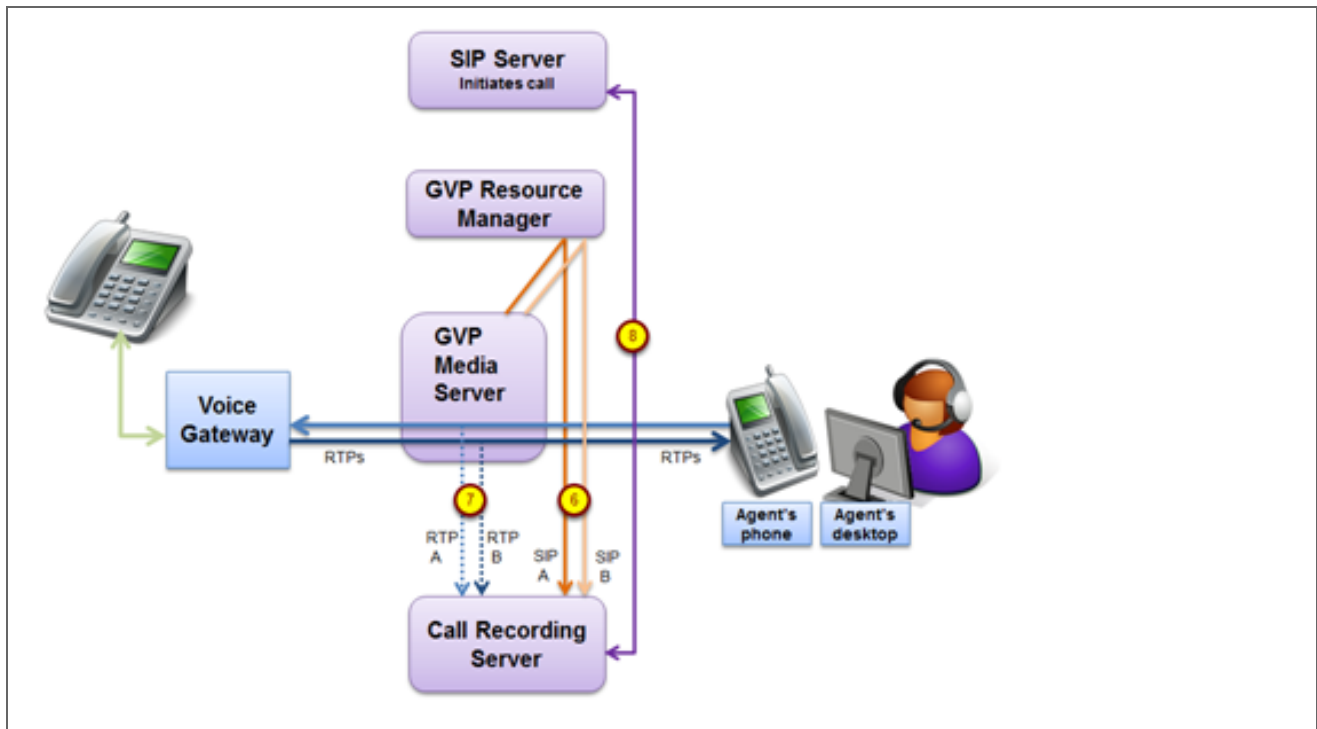 SIP Server
Initiates call
GVP Resource
Manager
GVP
Media
Server
8
Voice
Gateway
RTPs
RTPs
7
6
Agent's
phone
Agent's
desktop
RTP
A
RTP
B
SIP
A
SIP
B
Call Recording
Server